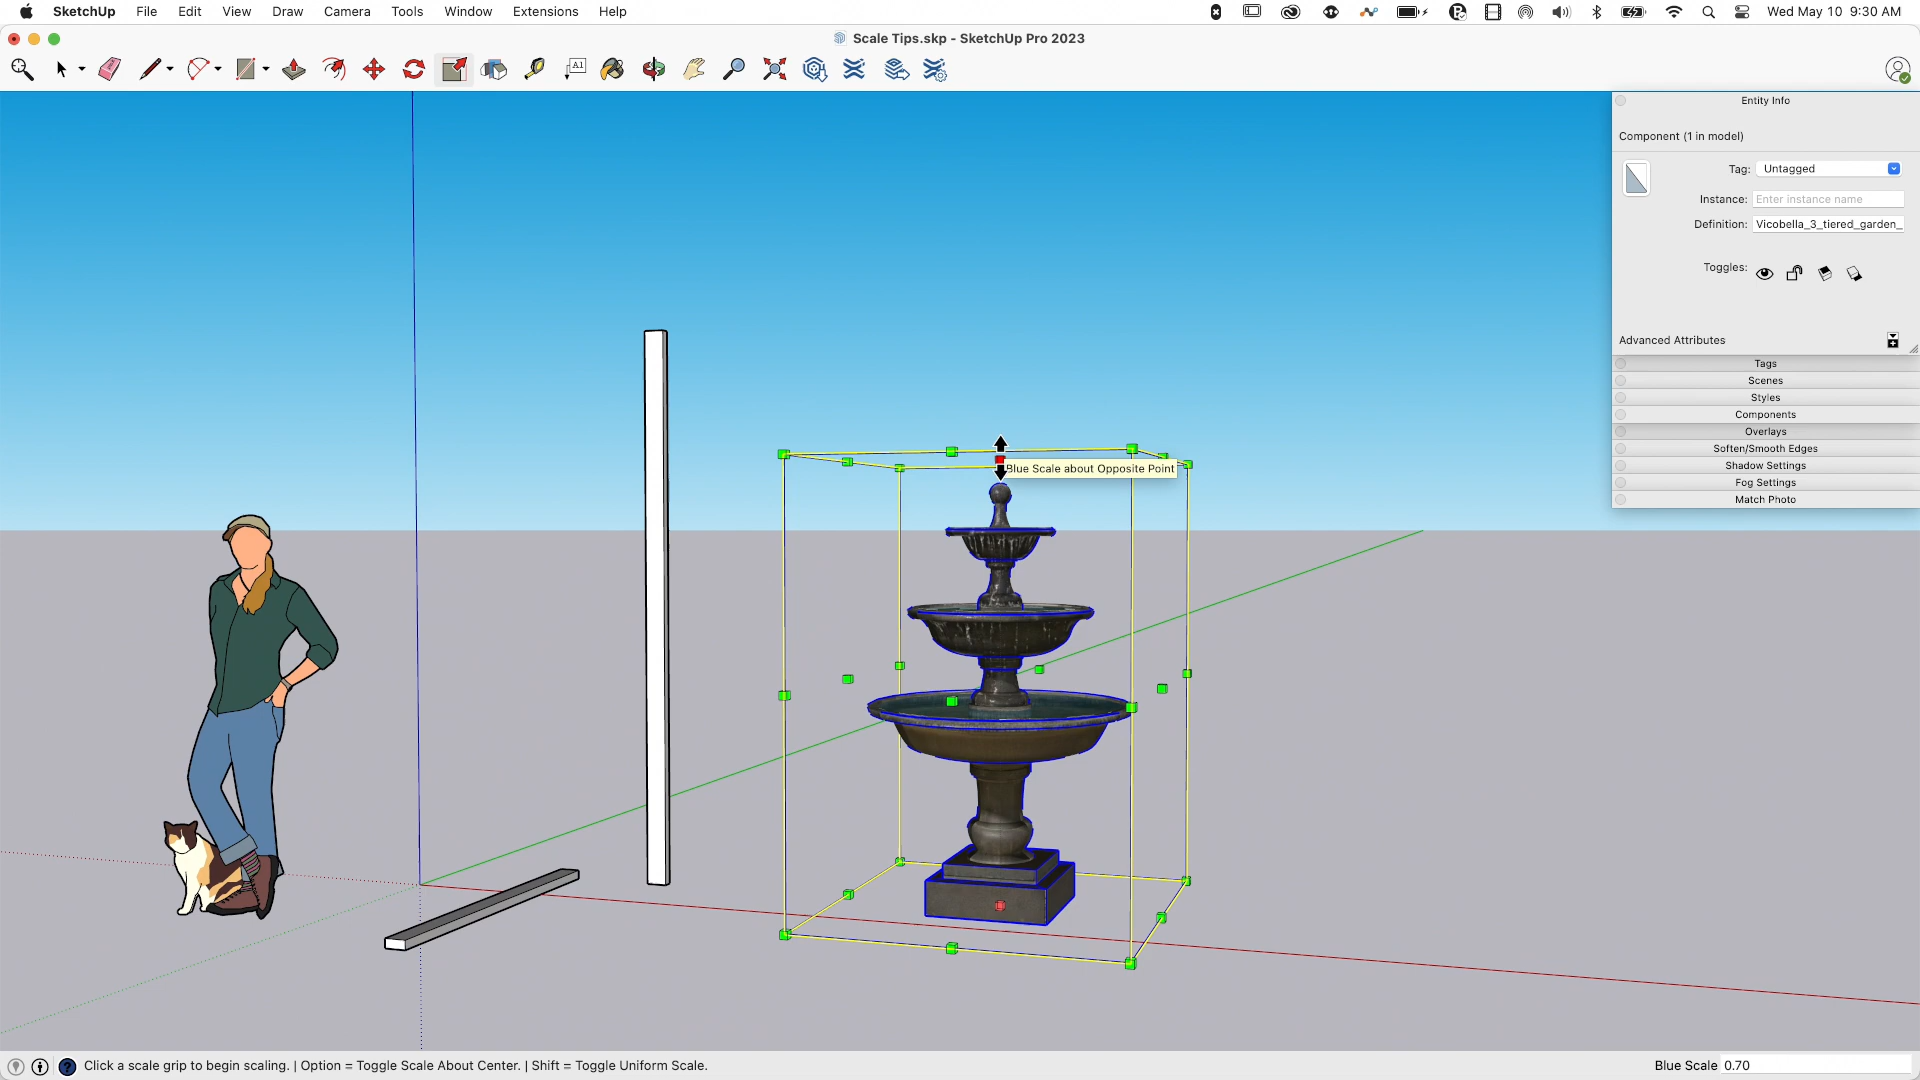 SketchUp File Edit View Draw Camera Tools Window Extensions Help
Wed May 10 9:30 AM
Scale Tips.skp - SketchUp Pro 2023
A1
Entity Info
Component (1 in model)
Tag: Untagged
Instance: Enter instance name
Definition: Vicobella_3_tiered_garden_
Toggles:
Advanced Attributes
Tags
Scenes
Styles
Components
Overlays
Soften/Smooth Edges
Shadow Settings
Fog Settings
Match Photo
Blue Scale about Opposite Point
Click a scale grip to begin scaling. | Option = Toggle Scale About Center. | Shift = Toggle Uniform Scale.
Blue Scale 0.70